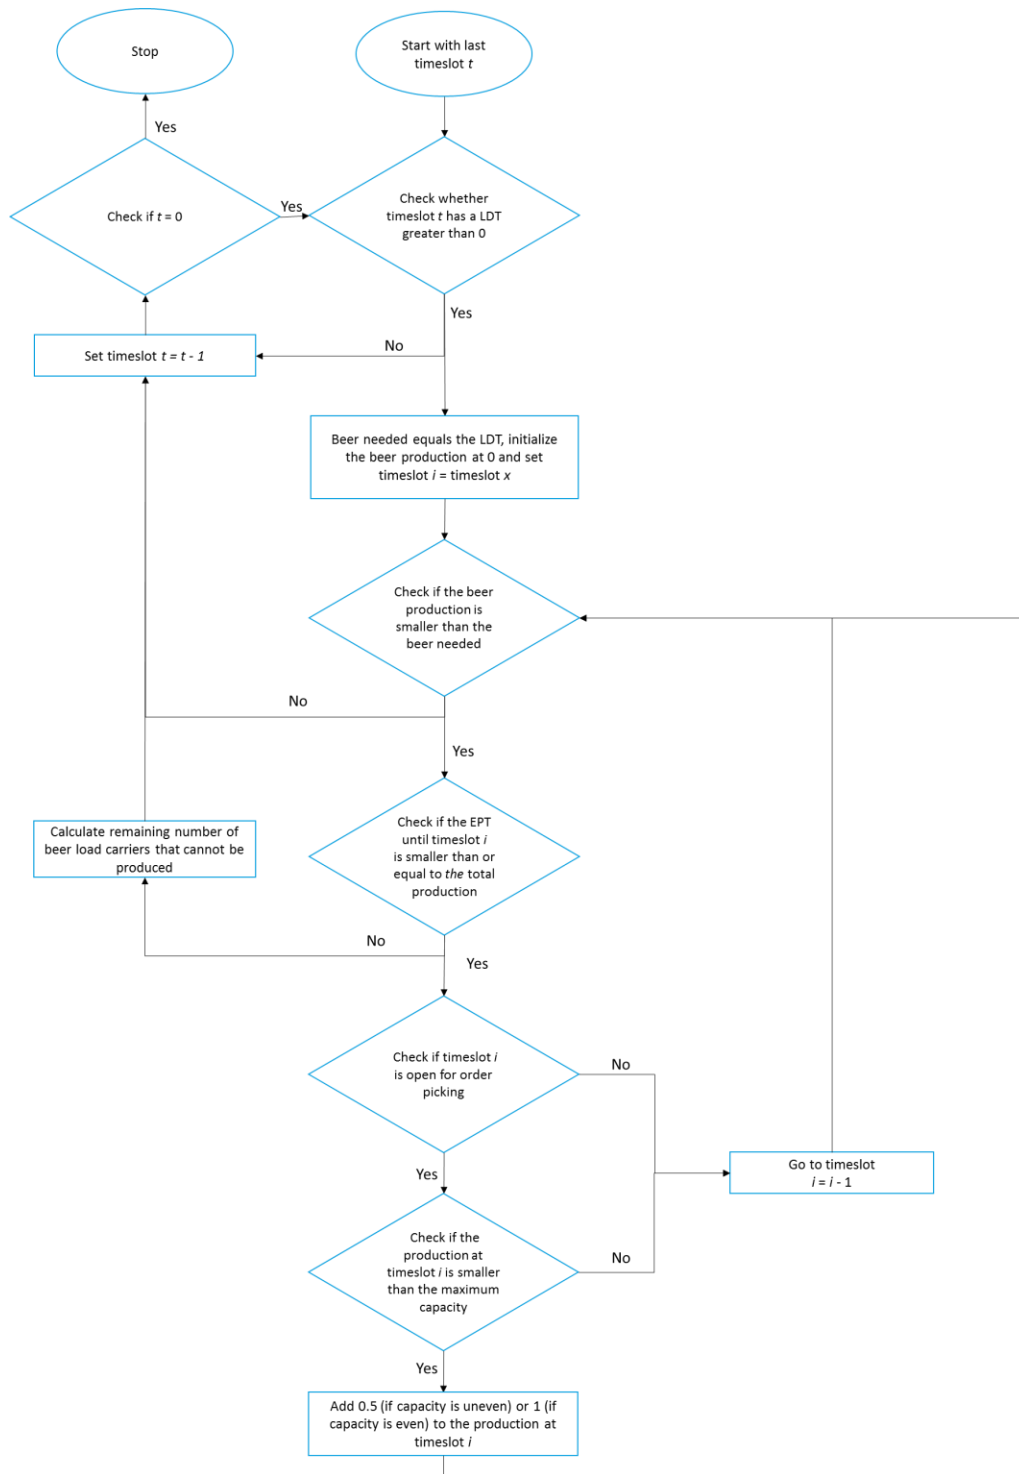 Stop
Start with last
timeslot t
Yes
Check if t = 0
Yes
Check whether
timeslot t has a LDT
greater than 0
Yes
No
Set timeslot t = t - 1
Beer needed equals the LDT, initialize
the beer production at 0 and set
timeslot i = timeslot x
Check if the beer
production is
smaller than the
beer needed
No
Yes
Check if the EPT
until timeslot i
is smaller than or
equal to the total
production
Calculate remaining number of
beer load carriers that cannot be
produced
No
Yes
Check if timeslot i
is open for order
picking
No
Yes
Go to timeslot
i = i - 1
Check if the
production at
timeslot i is smaller
than the maximum
capacity
No
Yes
Add 0.5 (if capacity is uneven) or 1 (if
capacity is even) to the production at
timeslot i